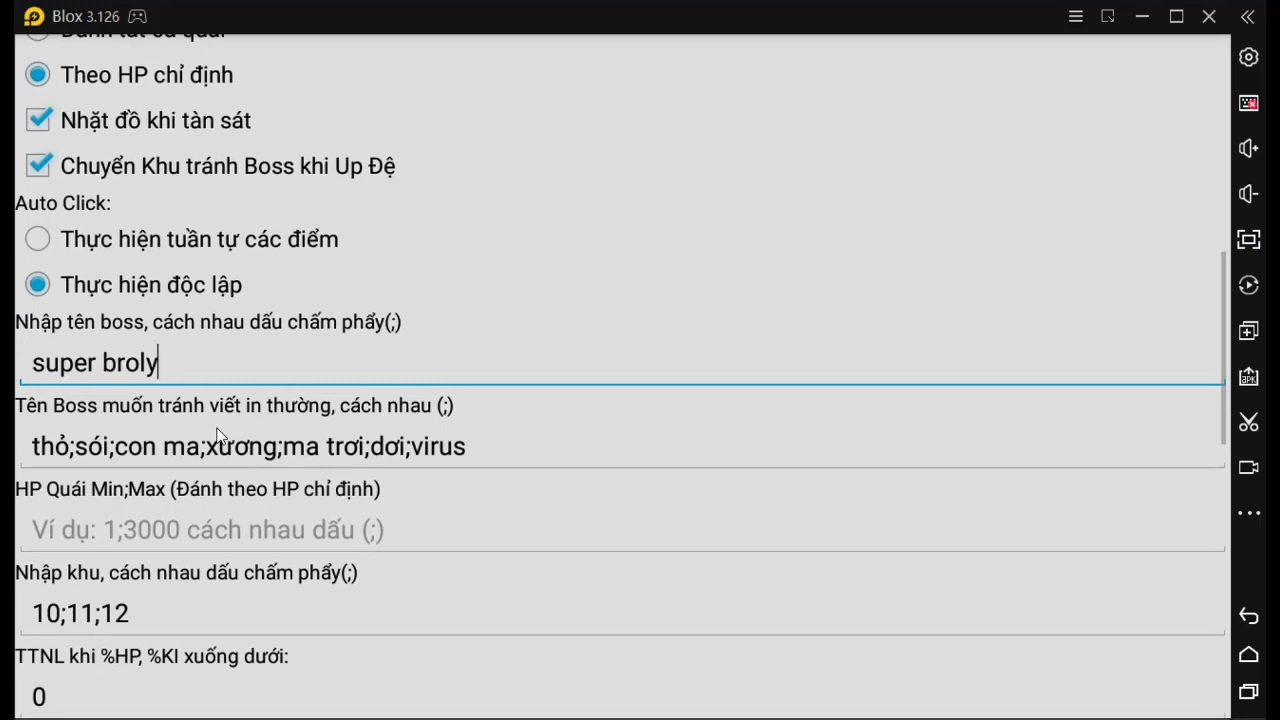 Blox 3.126
Đánh tất cả quái
Theo HP chỉ định
Nhặt đồ khi tàn sát
Chuyển Khu tránh Boss khi Up Đệ
Auto Click:
Thực hiện tuần tự các điểm
Thực hiện độc lập
Nhập tên boss, cách nhau dấu chấm phẩy(;)
super broly
Tên Boss muốn tránh viết in thường, cách nhau (;)
thỏ;sói;con ma;xương;ma trơi;dơi;virus
HP Quái Min;Max (Đánh theo HP chỉ định)
Ví dụ: 1;3000 cách nhau dấu (;)
Nhập khu, cách nhau dấu chấm phẩy(;)
10;11;12
TTNL khi %HP, %KI xuống dưới:
0